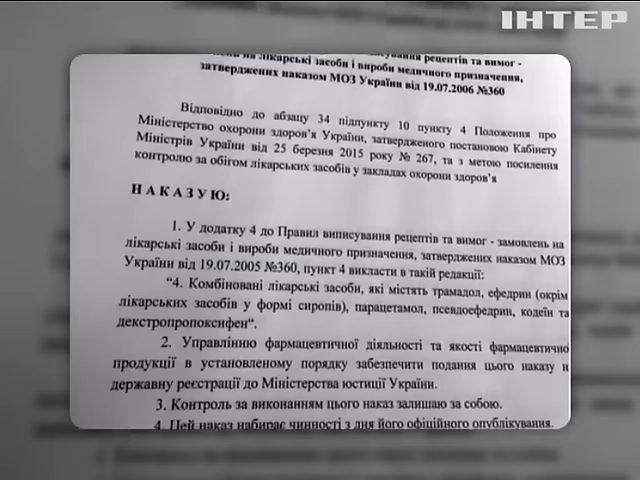 ІНТЕР
на лікарські засоби і вироби медичного призначення,
затверджених наказом МОЗ України від 19.07.2006 №360
Відповідно до абзацу 34 підпункту 10 пункту 4 Положення про
Міністерство охорони здоров'я України, затвердженого постановою Кабінету
Міністрів України від 25 березня 2015 року № 267, та з метою посилення
контролю за обігом лікарських засобів у закладах охорони здоров'я
НАКАЗУЮ:
1. У додатку 4 до Правил виписування рецептів та вимог - замовлень на
лікарські засоби і вироби медичного призначення, затверджених наказом МОЗ
України від 19.07.2005 №360, пункт 4 викласти в такій редакції:
"4. Комбіновані лікарські засоби, які містять трамадол, ефедрин (окрім
лікарських засобів у формі сиропів), парацетамол, псевдоефедрин, кодеїн та
декстропропоксифен".
2. Управлінню фармацевтичної діяльності та якості фармацевтично
продукції в установленому порядку забезпечити подання цього наказу н
державну реєстрації до Міністерства юстиції України.
3. Контроль за виконанням цього наказ залишаю за собою.
4. Цей наказ набирає чинності з дня його офіційного опублікування.